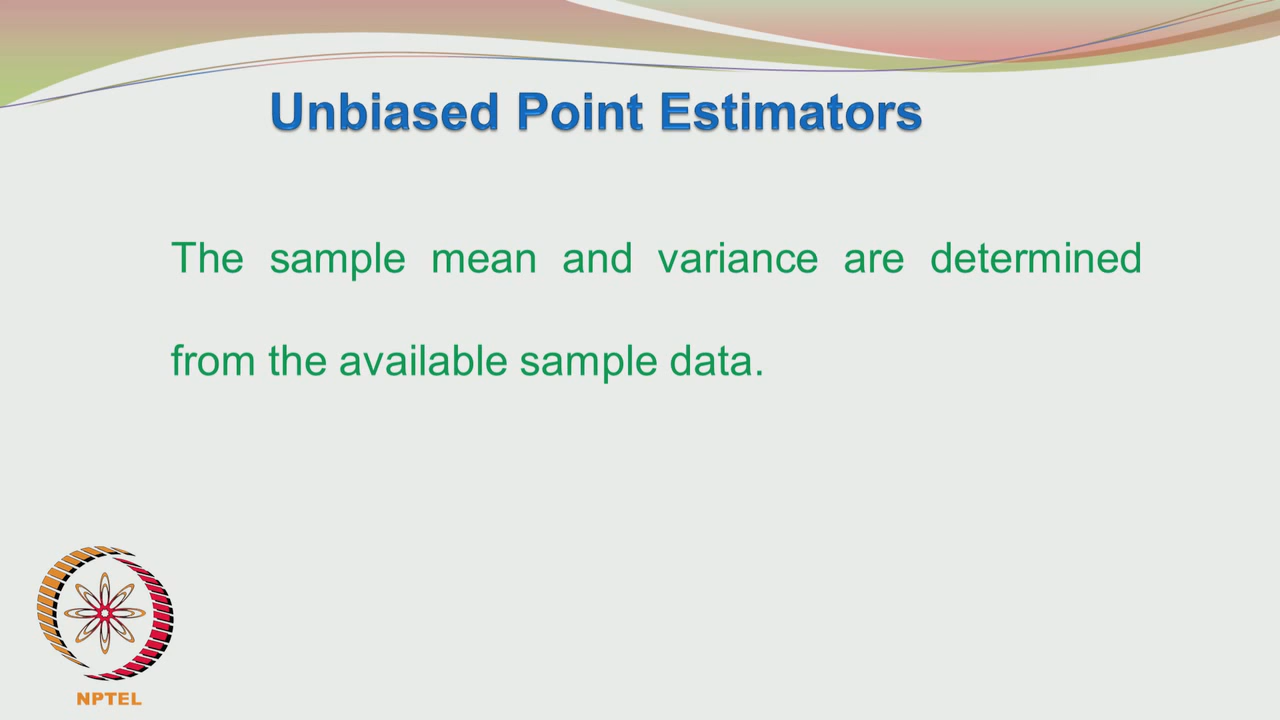 Unbiased Point Estimators
The sample mean and variance are determined
from the available sample data.
NPTEL